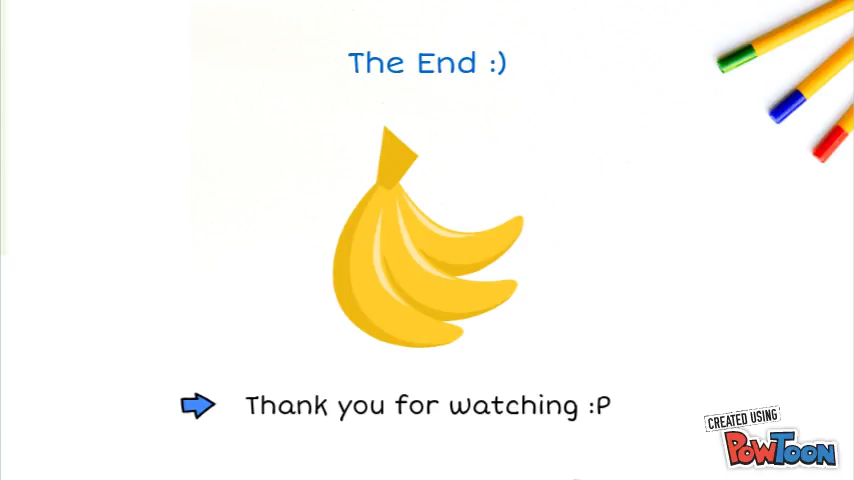 The End :)
Thank you for watching :P
CREATED USING
POWTOON